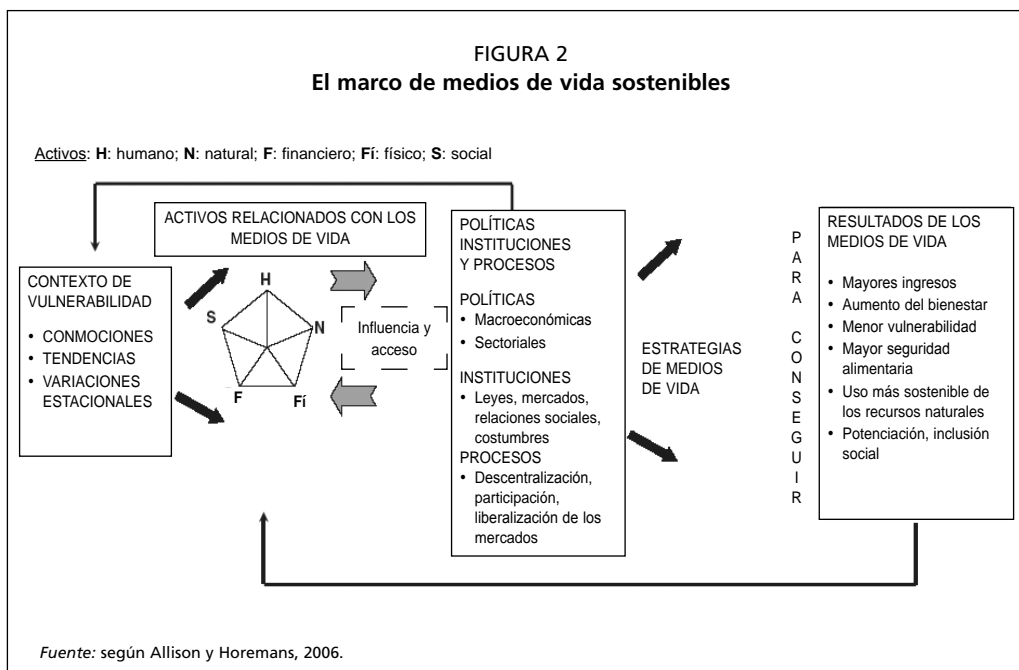 FIGURA 2
El marco de medios de vida sostenibles
Activos: H: humano; N: natural; F: financiero; Fí: físico; S: social
CONTEXTO DE
VULNERABILIDAD
• CONMOCIONES
• TENDENCIAS
• VARIACIONES
ESTACIONALES
ACTIVOS RELACIONADOS CON LOS
MEDIOS DE VIDA
H
S
N
F
Fí
Influencia y
acceso
POLÍTICAS
INSTITUCIONES
Y PROCESOS
POLÍTICAS
• Macroeconómicas
• Sectoriales
INSTITUCIONES
• Leyes, mercados,
relaciones sociales,
costumbres
PROCESOS
• Descentralización,
participación,
liberalización de los
mercados
ESTRATEGIAS
DE MEDIOS
DE VIDA
PARA CONSEGUIR
RESULTADOS DE LOS
MEDIOS DE VIDA
• Mayores ingresos
• Aumento del bienestar
• Menor vulnerabilidad
• Mayor seguridad
alimentaria
• Uso más sostenible de
los recursos naturales
• Potenciación, inclusión
social
Fuente: según Allison y Horemans, 2006.